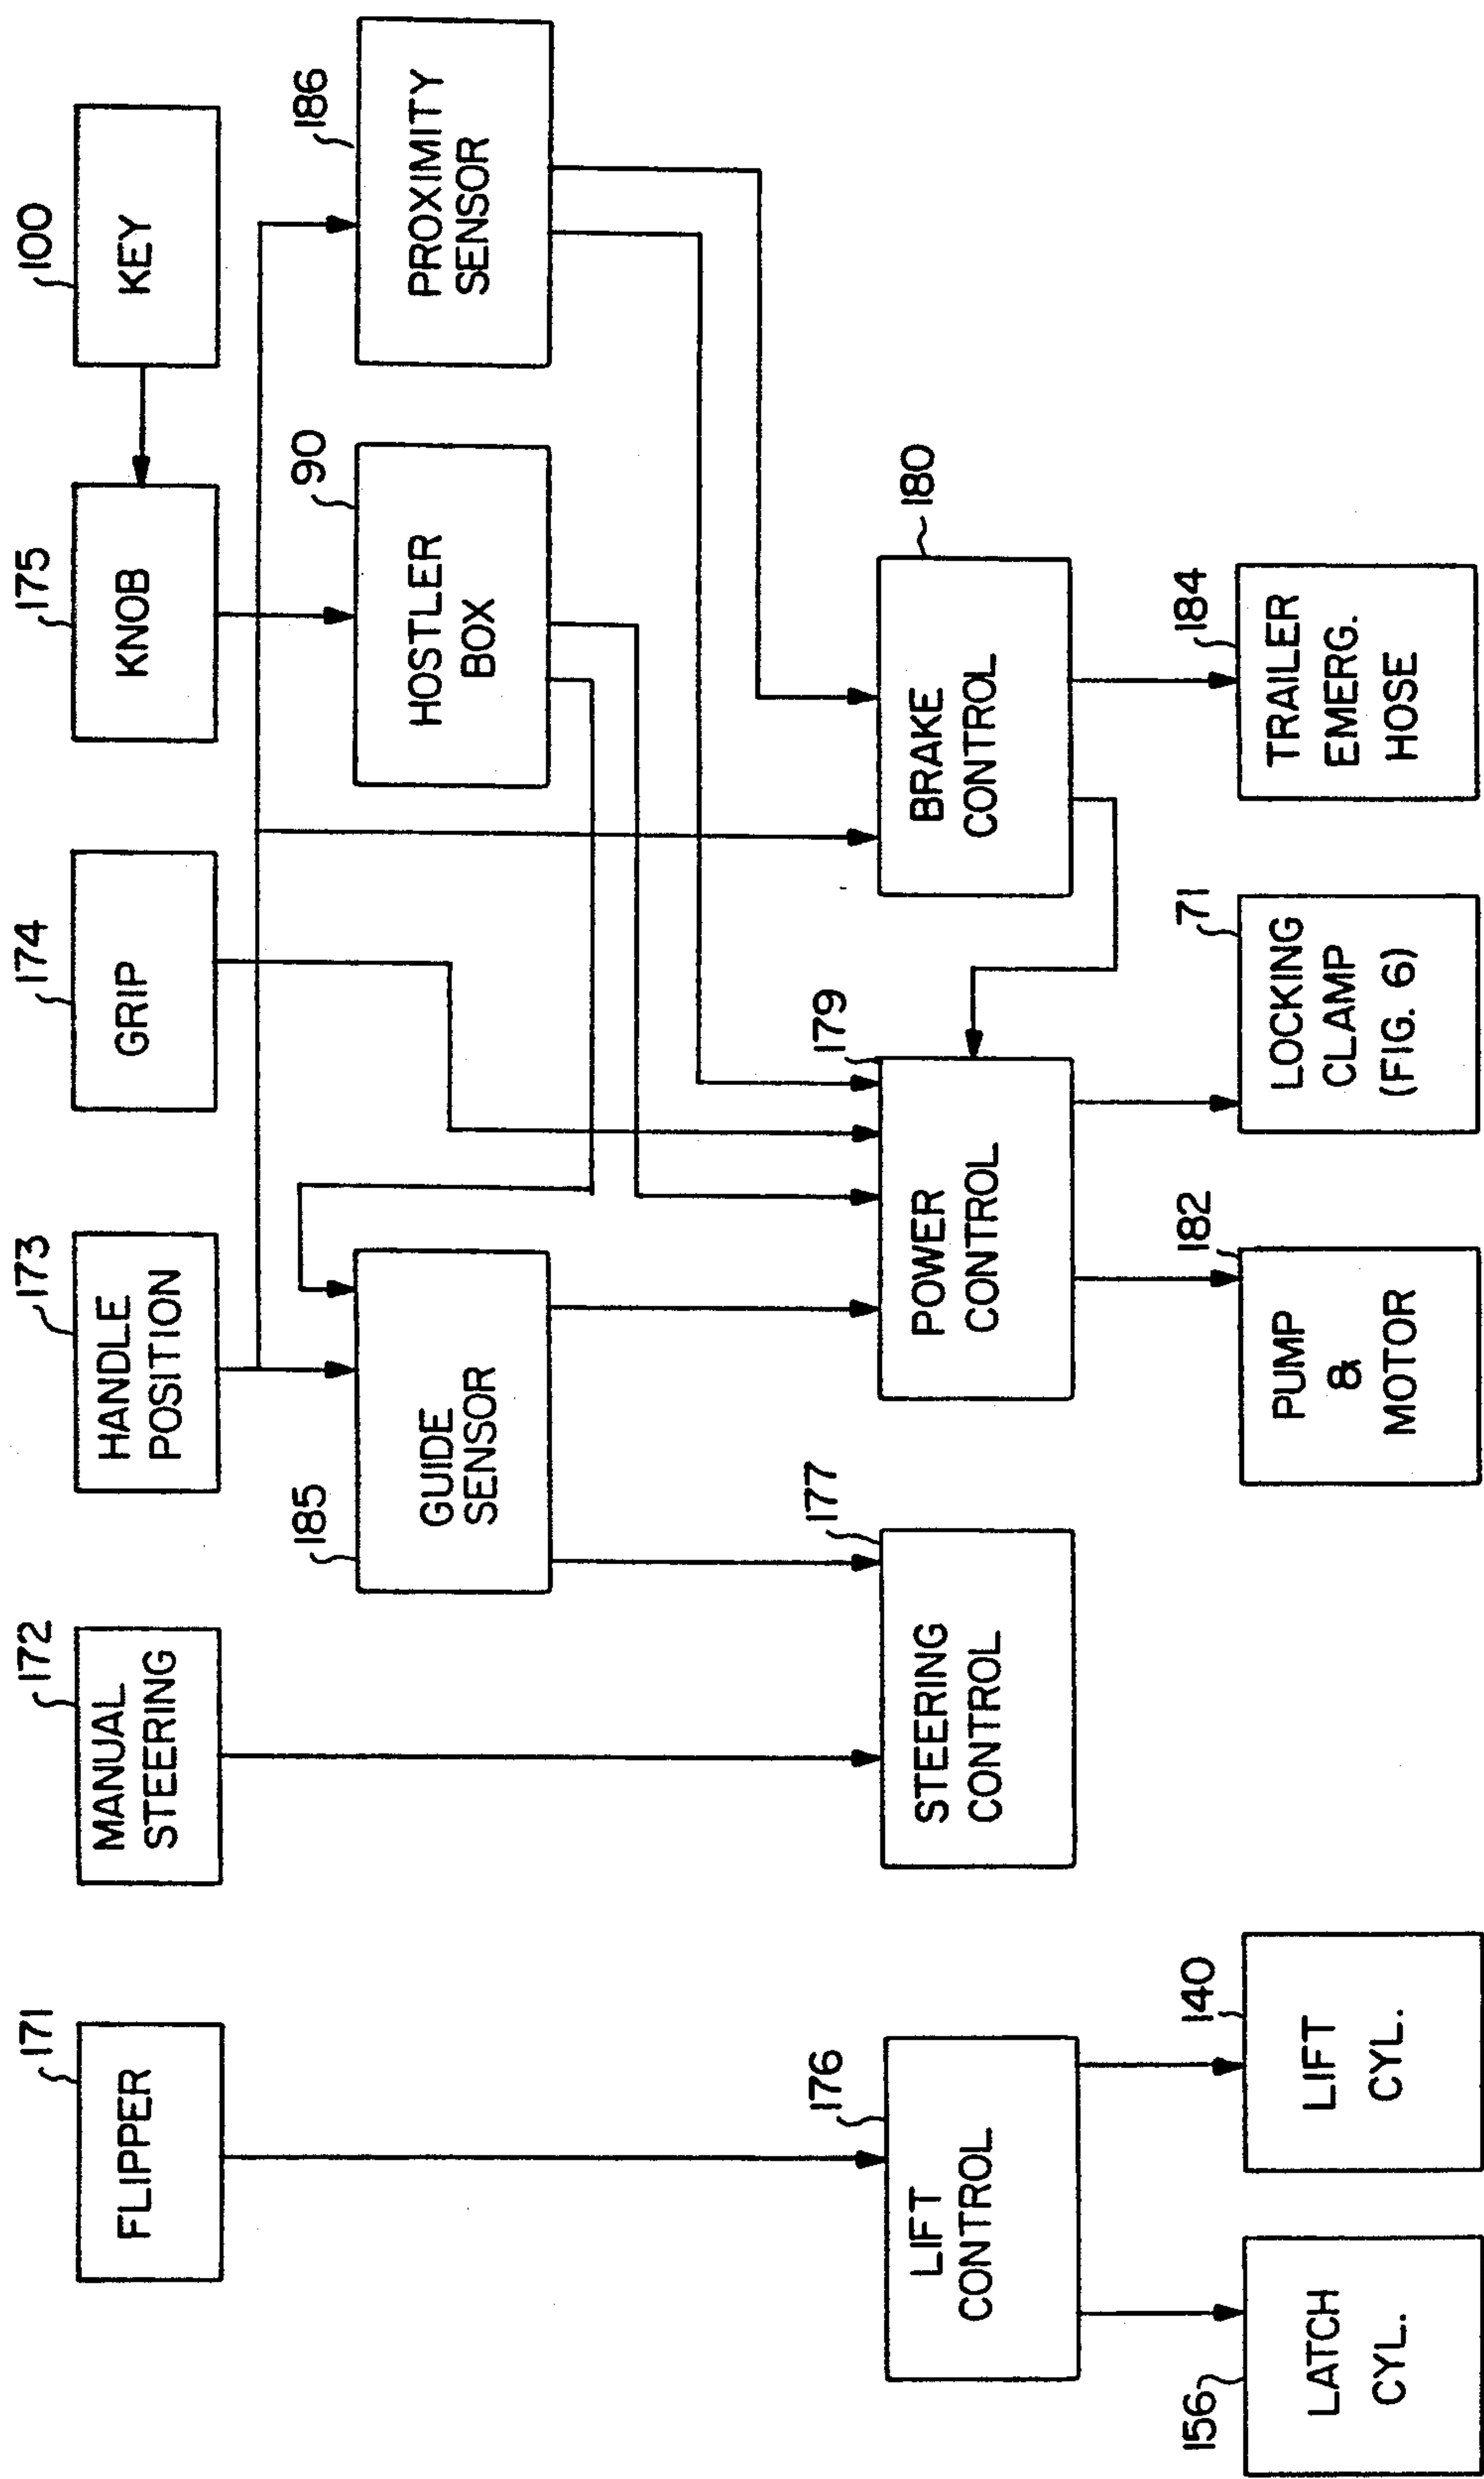 171
FLIPPER
172
MANUAL
STEERING
173
HANDLE
POSITION
174
GRIP
175
KNOB
100
KEY
185
GUIDE
SENSOR
90
HOSTLER
BOX
186
PROXIMITY
SENSOR
176
LIFT
CONTROL
177
STEERING
CONTROL
179
POWER
CONTROL
180
BRAKE
CONTROL
156
LATCH
CYL.
140
LIFT
CYL.
182
PUMP
&
MOTOR
71
LOCKING
CLAMP
(FIG. 6)
184
TRAILER
EMERG.
HOSE